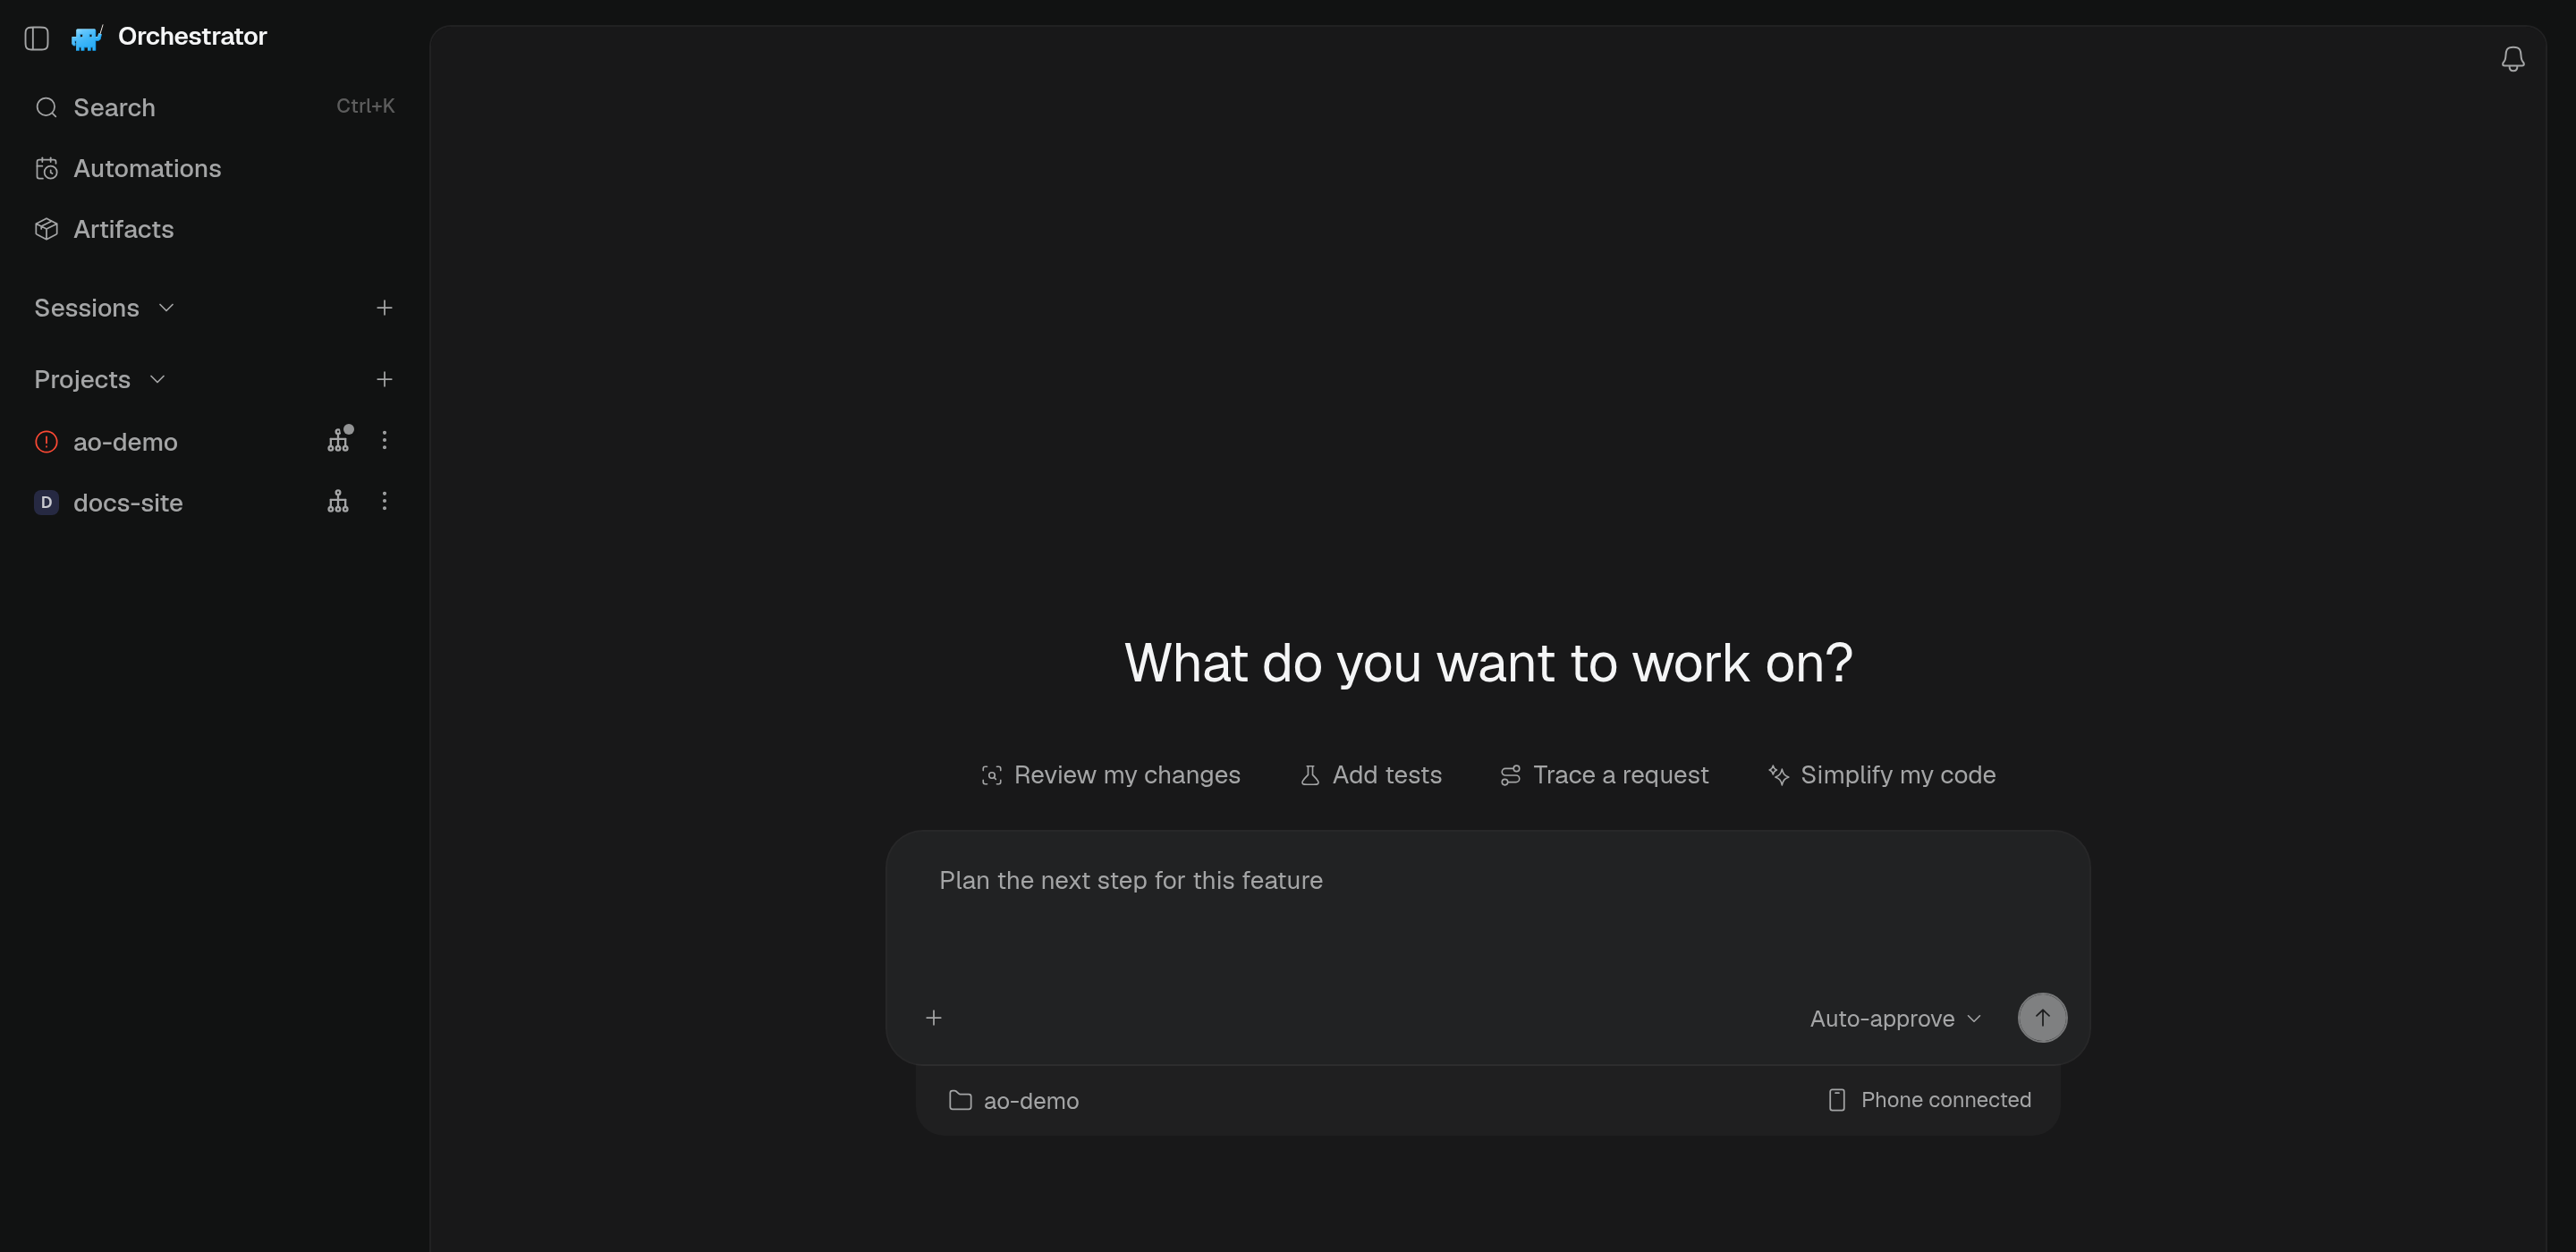 Orchestrator
Search Ctrl+K
Automations
Artifacts
Sessions
Projects
ao-demo
D docs-site
What do you want to work on?
Review my changes Add tests Trace a request Simplify my code
Plan the next step for this feature
Auto-approve
ao-demo Phone connected